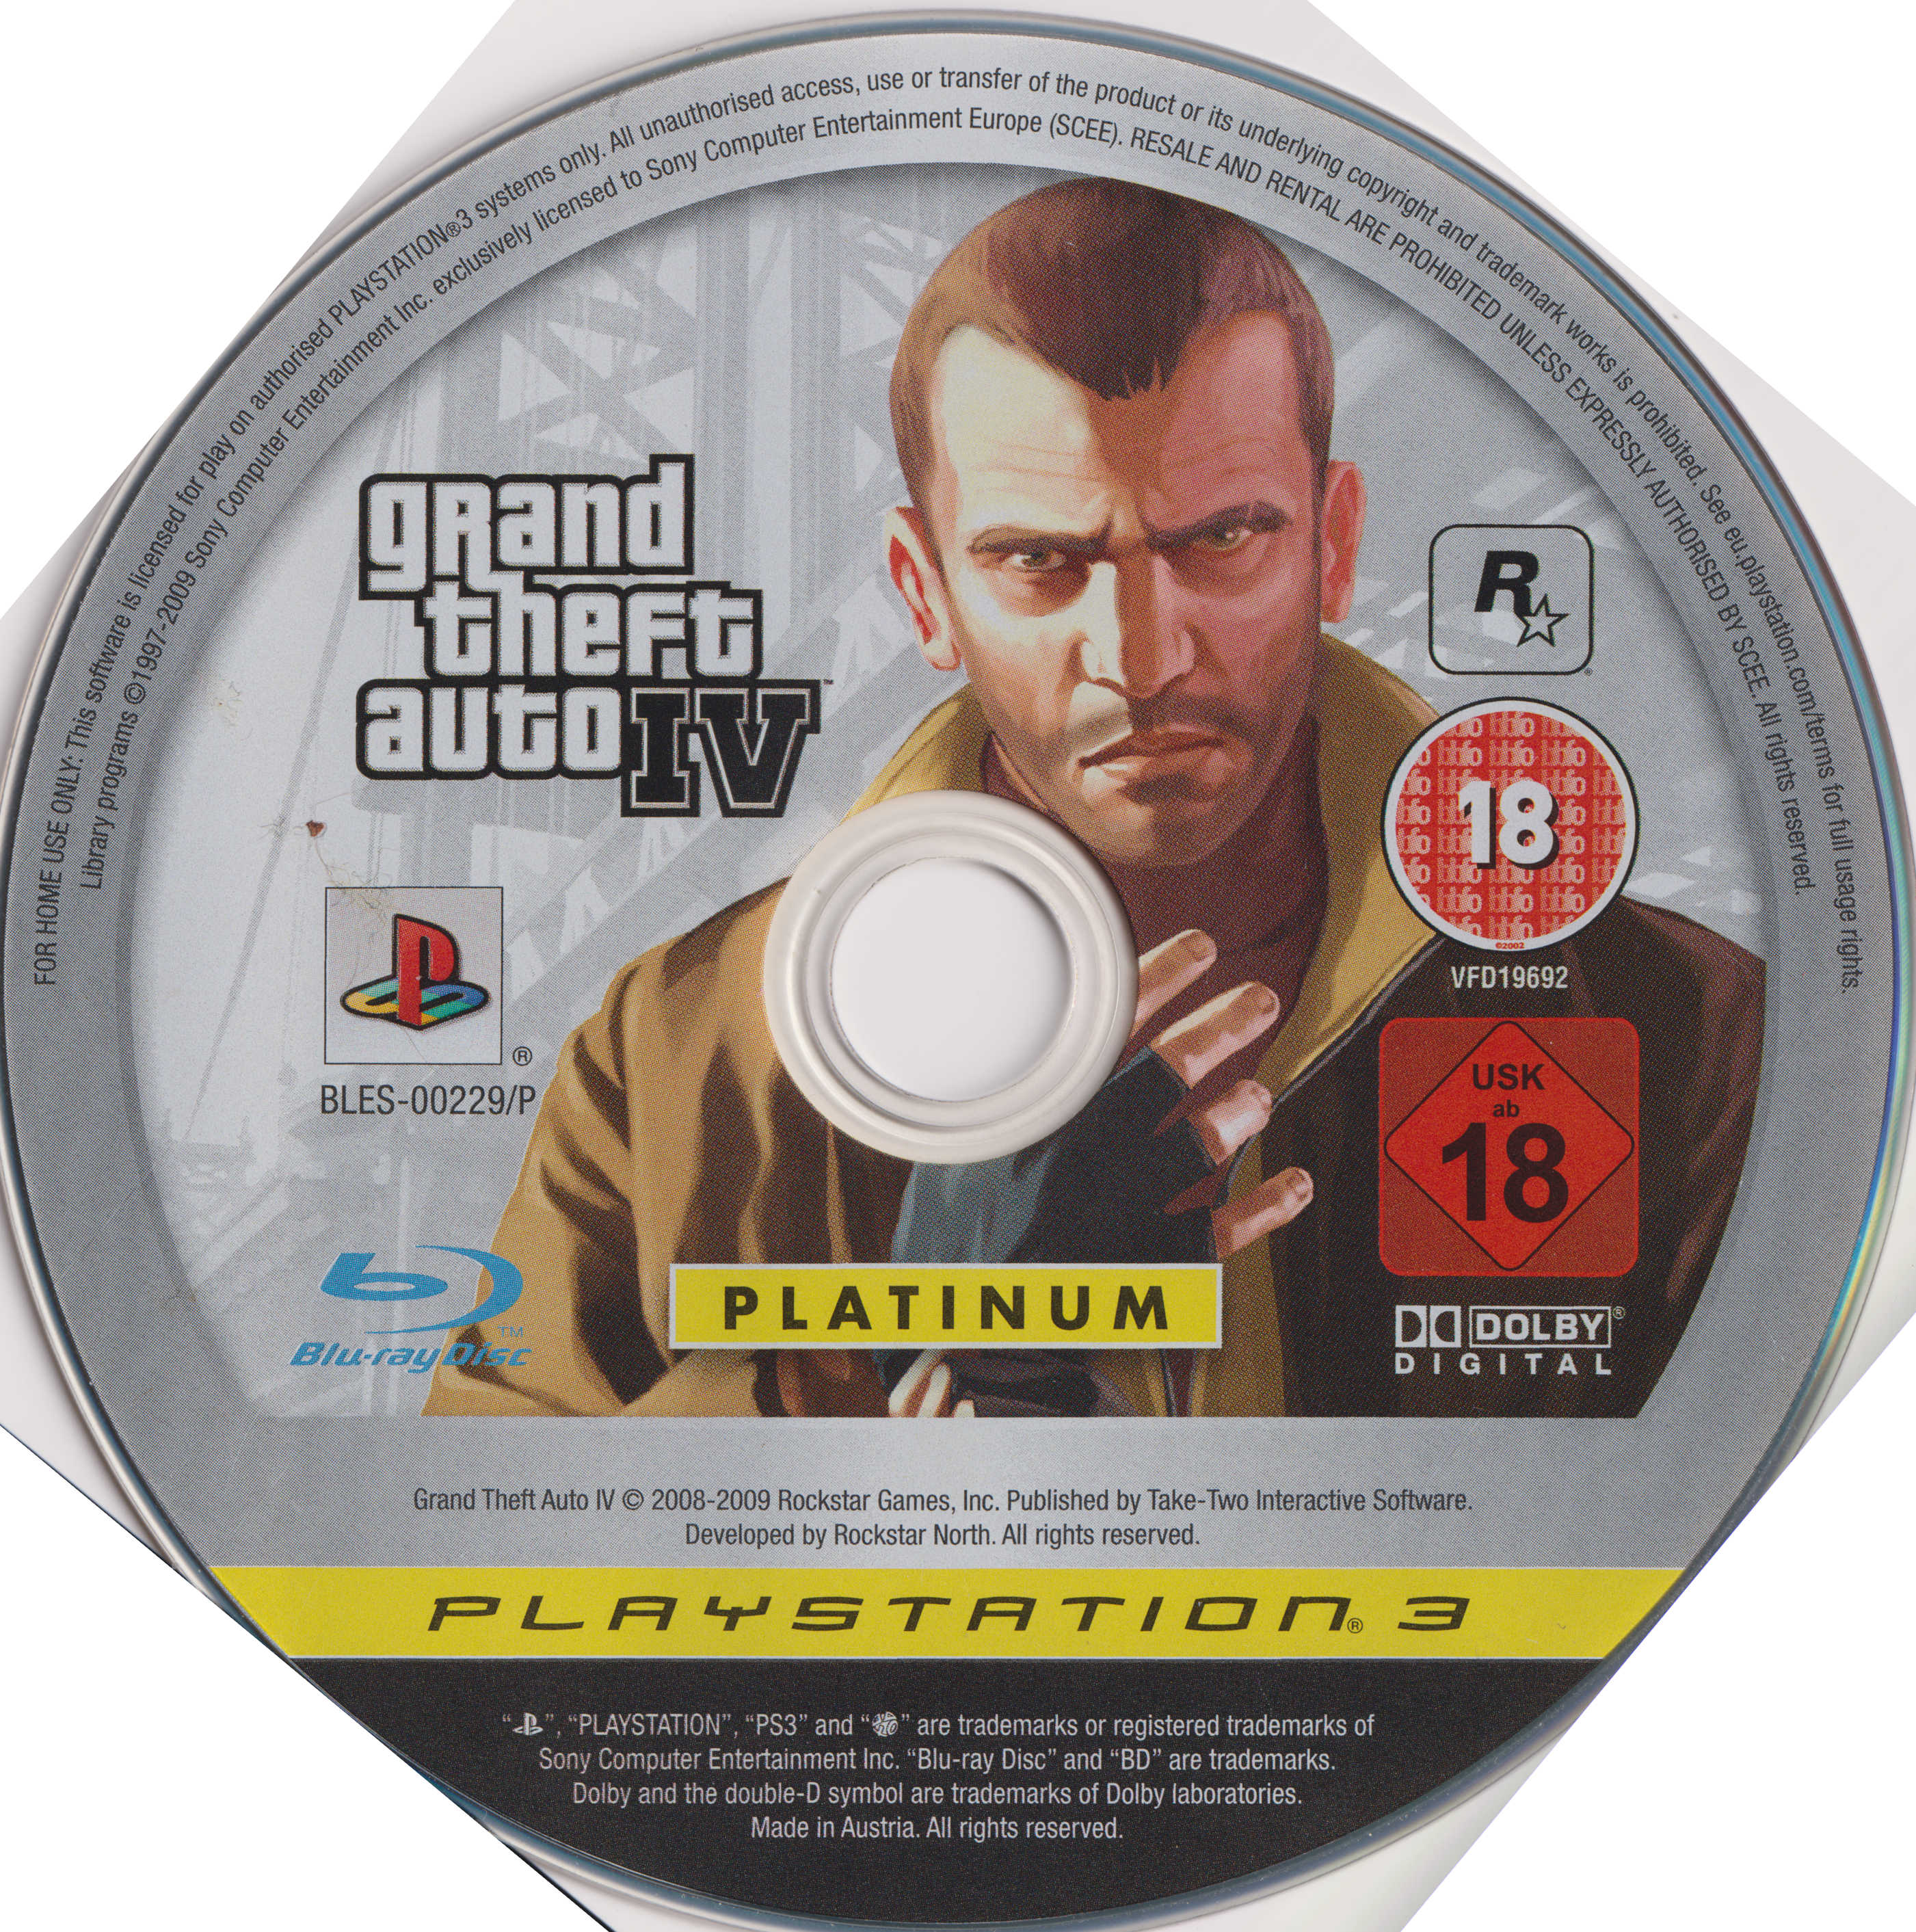 FOR HOME USE ONLY: This software is licensed for play on authorised PLAYSTATION®3 systems only. All unauthorised access, use or transfer of the product or its underlying copyright and trademark works is prohibited. See eu.playstation.com/terms for full usage rights.
Library programs ©1997-2009 Sony Computer Entertainment Inc. exclusively licensed to Sony Computer Entertainment Europe (SCEE). RESALE AND RENTAL ARE PROHIBITED UNLESS EXPRESSLY AUTHORISED BY SCEE. All rights reserved.
grand
theft
auto IV™
R®
18
©2002
VFD19692
®
BLES-00229/P
USK
ab
18
Blu-ray Disc™
PLATINUM
DOLBY®
DIGITAL
Grand Theft Auto IV © 2008-2009 Rockstar Games, Inc. Published by Take-Two Interactive Software.
Developed by Rockstar North. All rights reserved.
PLAYSTATION®3
“PS”, “PLAYSTATION”, “PS3” and “” are trademarks or registered trademarks of
Sony Computer Entertainment Inc. “Blu-ray Disc” and “BD” are trademarks.
Dolby and the double-D symbol are trademarks of Dolby laboratories.
Made in Austria. All rights reserved.